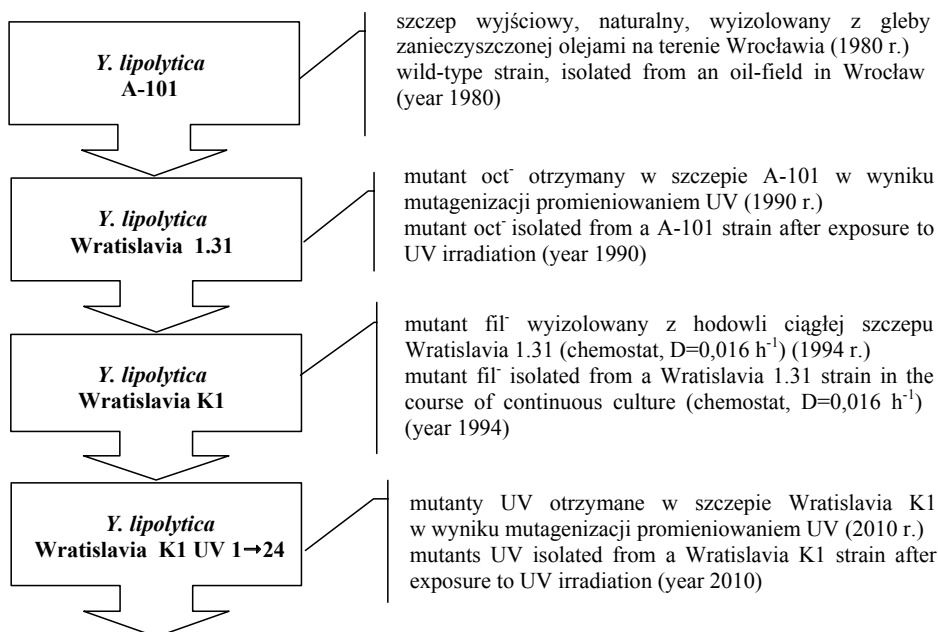 Y. lipolytica
A-101
szczep wyjściowy, naturalny, wyizolowany z gleby
zanieczyszczonej olejami na terenie Wrocławia (1980 r.)
wild-type strain, isolated from an oil-field in Wrocław
(year 1980)
Y. lipolytica
Wratislavia 1.31
mutant oct⁻ otrzymany w szczepie A-101 w wyniku
mutagenizacji promieniowaniem UV (1990 r.)
mutant oct⁻ isolated from a A-101 strain after exposure to
UV irradiation (year 1990)
Y. lipolytica
Wratislavia K1
mutant fil⁻ wyizolowany z hodowli ciągłej szczepu
Wratislavia 1.31 (chemostat, D=0,016 h⁻¹) (1994 r.)
mutant fil⁻ isolated from a Wratislavia 1.31 strain in the
course of continuous culture (chemostat, D=0,016 h⁻¹)
(year 1994)
Y. lipolytica
Wratislavia K1 UV 1→24
mutanty UV otrzymane w szczepie Wratislavia K1
w wyniku mutagenizacji promieniowaniem UV (2010 r.)
mutants UV isolated from a Wratislavia K1 strain after
exposure to UV irradiation (year 2010)